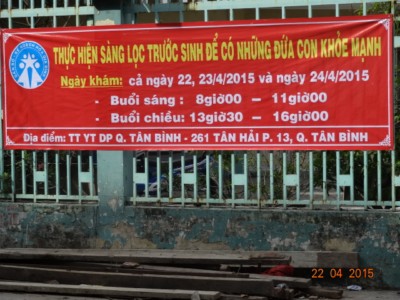 THỰC HIỆN SÀNG LỌC TRƯỚC SINH ĐỂ CÓ NHỮNG ĐỨA CON KHỎE MẠNH
Ngày khám: cả ngày 22, 23/4/2015 và ngày 24/4/2015
- Buổi sáng : 8giờ00 – 11giờ00
- Buổi chiều: 13giờ30 – 16giờ00
Địa điểm: TT YT DP Q. TÂN BÌNH - 261 TÂN HẢI P. 13, Q. TÂN BÌNH
22 04 2015